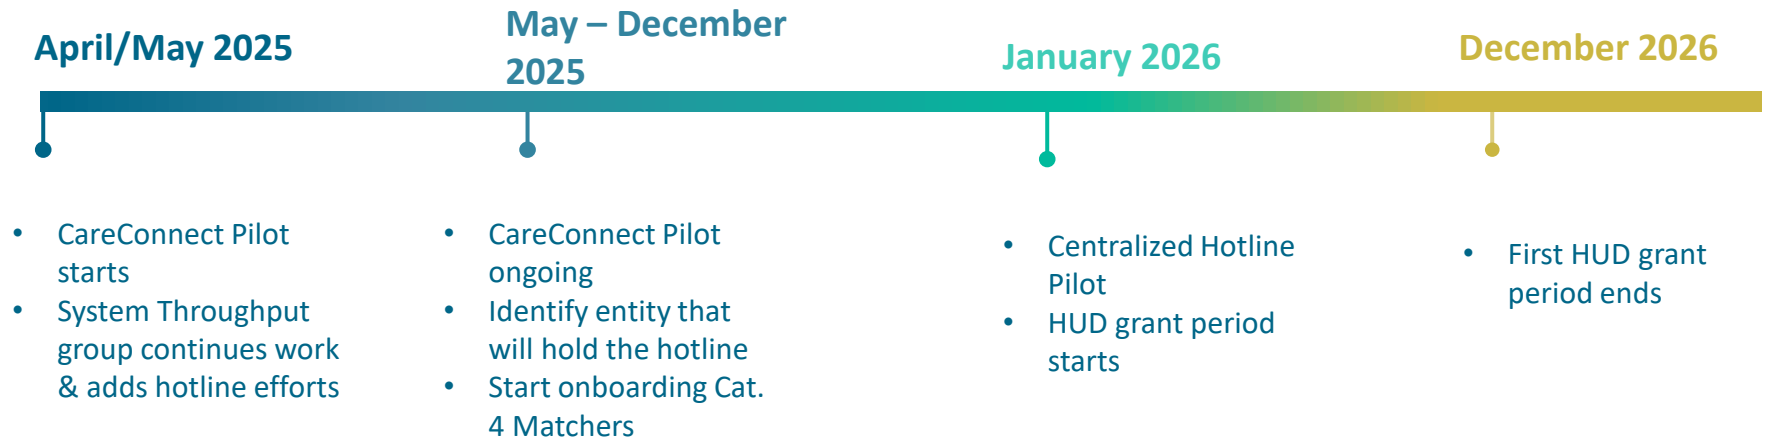 April/May 2025
• CareConnect Pilot
starts
• System Throughput
group continues work
& adds hotline efforts
May – December
2025
• CareConnect Pilot
ongoing
• Identify entity that
will hold the hotline
• Start onboarding Cat.
4 Matchers
January 2026
• Centralized Hotline
Pilot
• HUD grant period
starts
December 2026
• First HUD grant
period ends